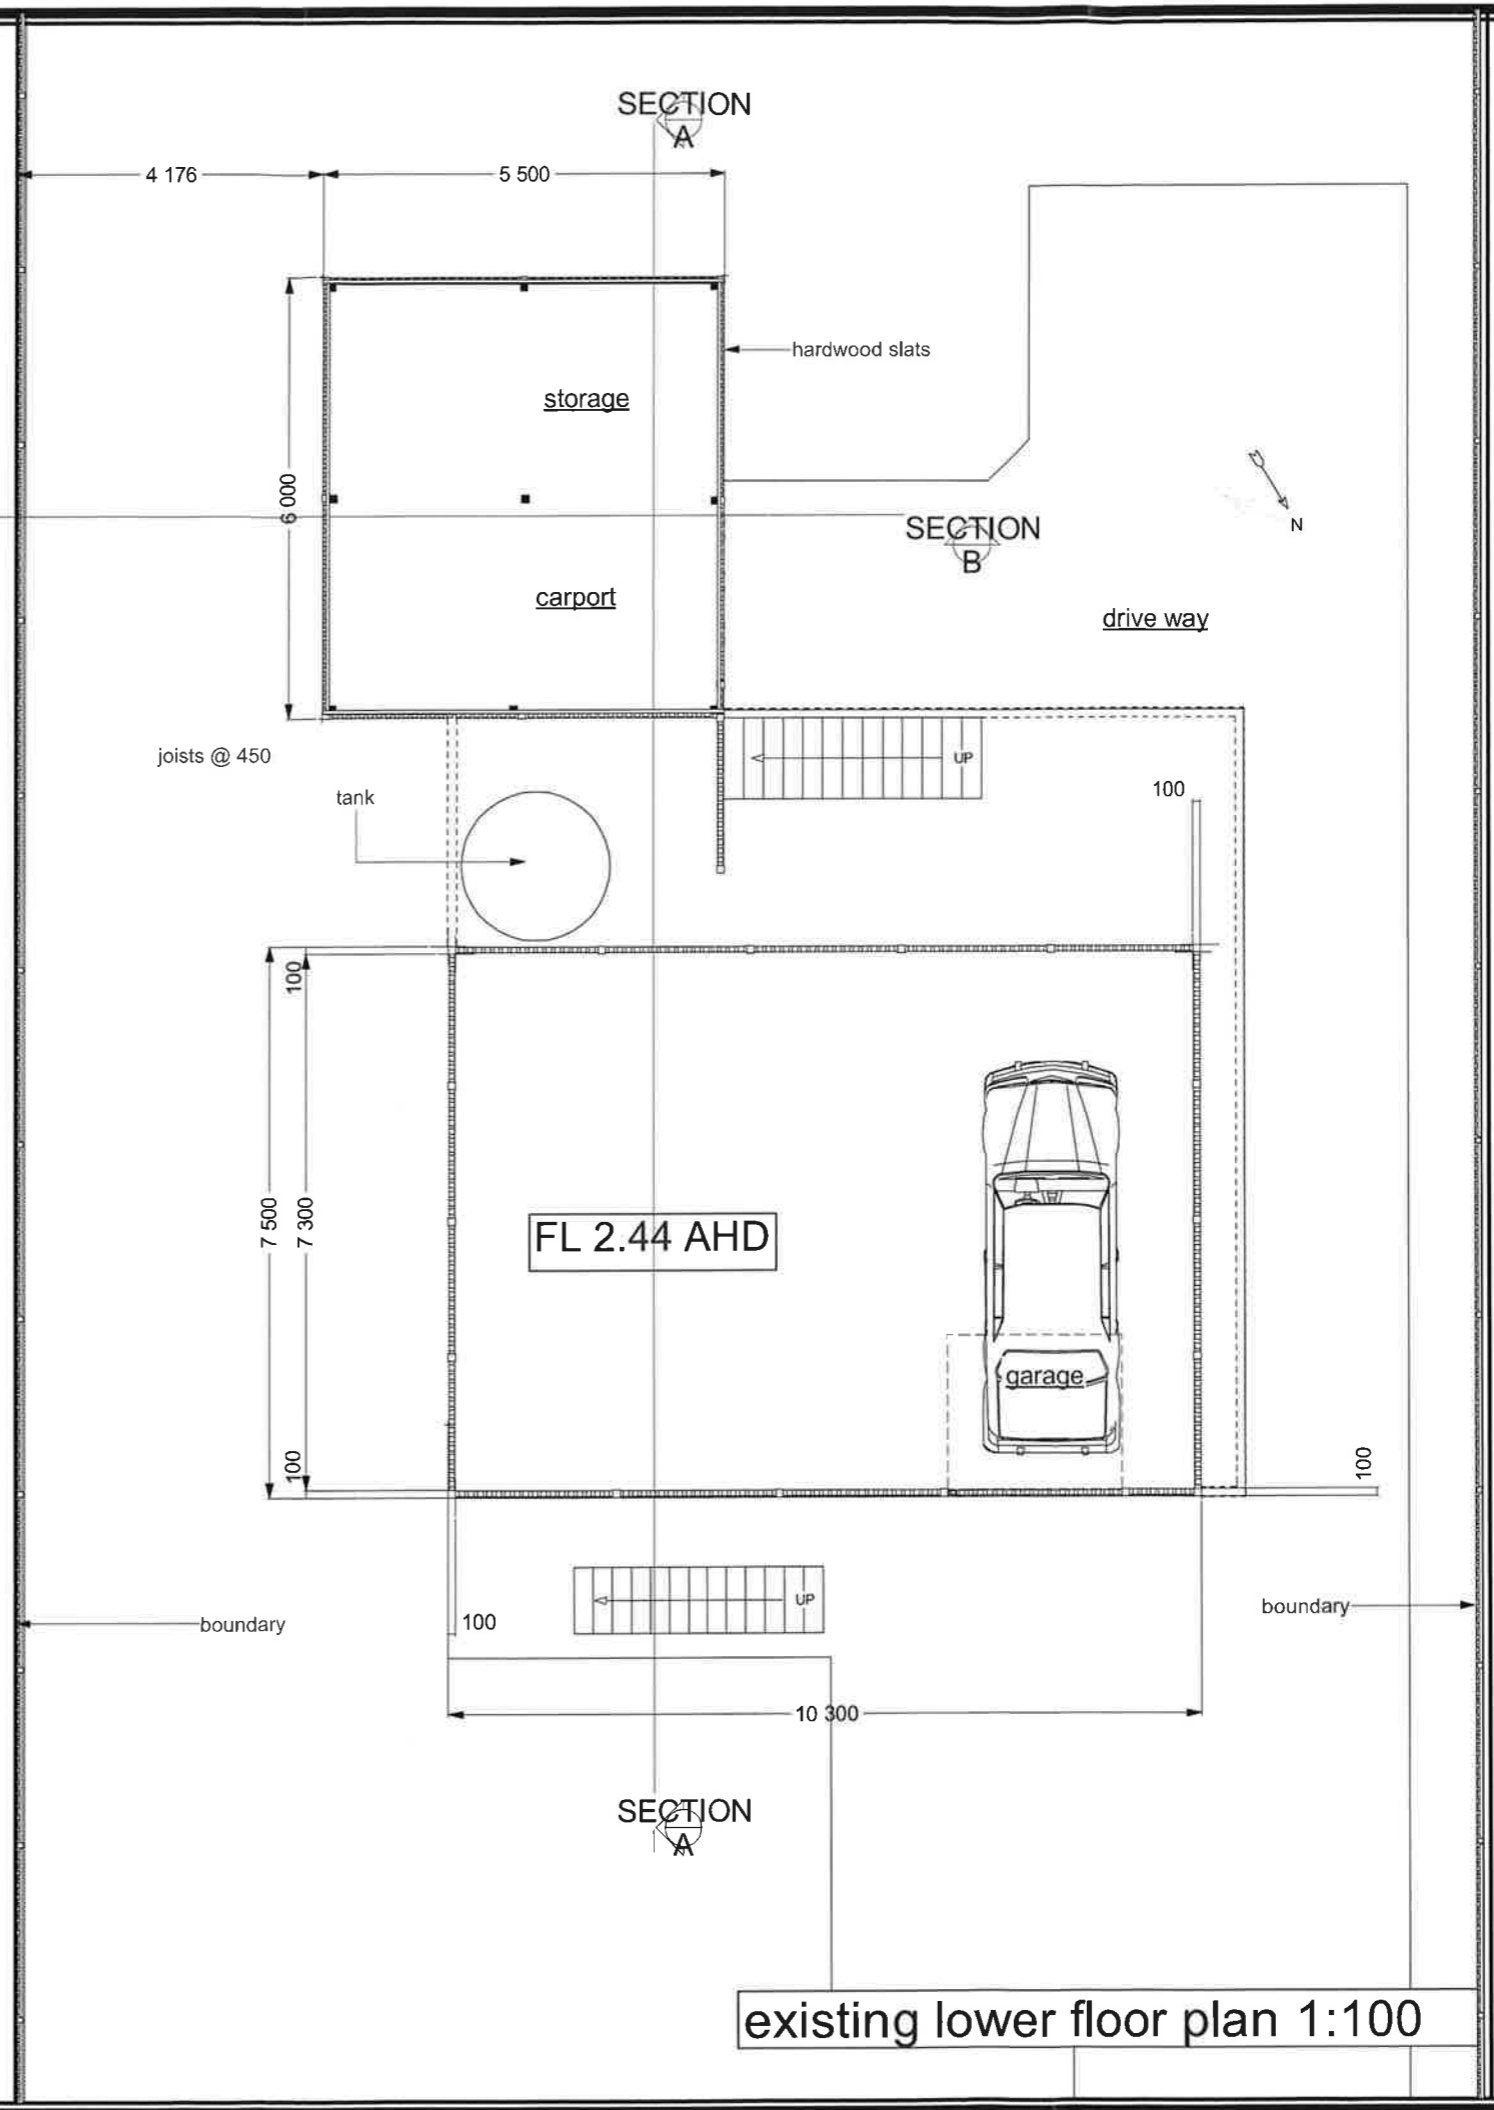 SECTION
A
4 176
5 500
hardwood slats
storage
6 000
SECTION
B
N
carport
drive way
joists @ 450
UP
tank
100
100
7 500
7 300
FL 2.44 AHD
garage
100
100
UP
boundary
100
boundary
10 300
SECTION
A
existing lower floor plan 1:100